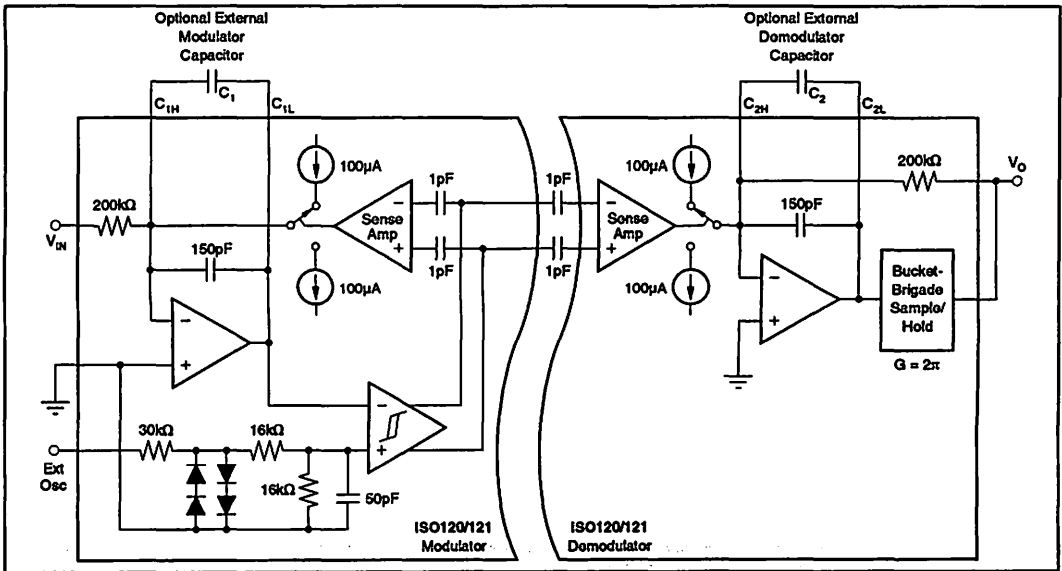 Optional External
Modulator
Capacitor
C1
C1H
C1L
Optional External
Domodulator
Capacitor
C2
C2H
C2L
100μA
1pF
1pF
100μA
200kΩ
VO
200kΩ
VIN
150pF
Sense
Amp
−
+
1pF
1pF
−
+
Sense
Amp
150pF
100μA
100μA
−
+
−
+
Bucket-
Brigade
Sample/
Hold
G = 2π
30kΩ
16kΩ
−
+
Ext
Osc
16kΩ
50pF
ISO120/121
Modulator
ISO120/121
Domodulator